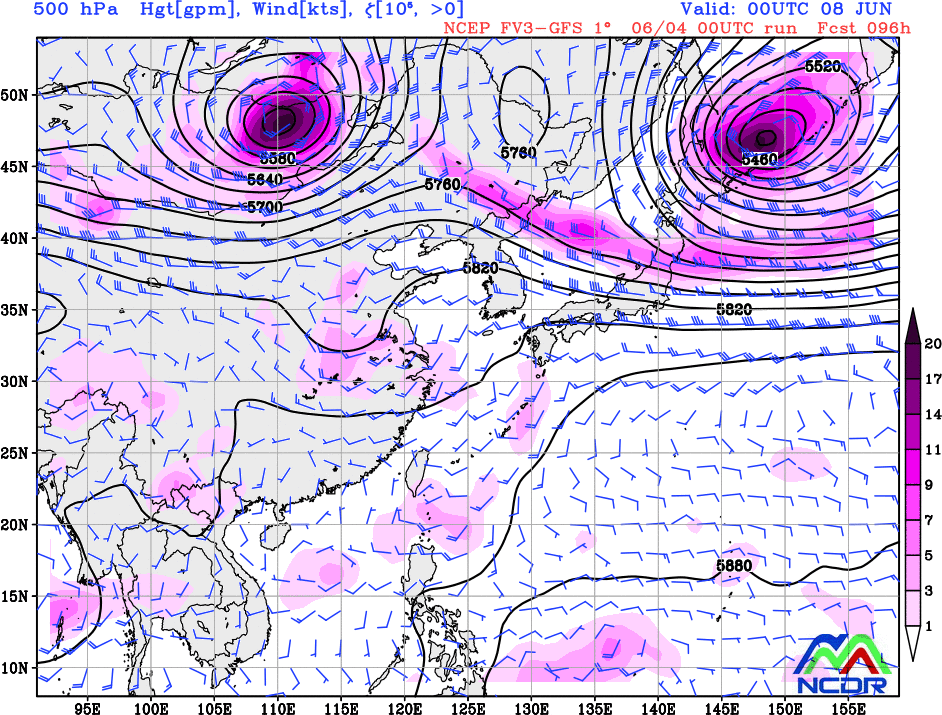 500 hPa Hgt[gpm], Wind[kts], ζ[10⁶, >0] Valid: 00UTC 08 JUN
NCEP FV3-GFS 1° 06/04 00UTC run Fcst 096h
50N
45N
40N
35N
30N
25N
20N
15N
10N
95E 100E 105E 110E 115E 120E 125E 130E 135E 140E 145E 150E 155E
5520
5460
5580
5640
5700
5760
5760
5820
5820
5880
20
17
14
11
9
7
5
3
1
NCDR